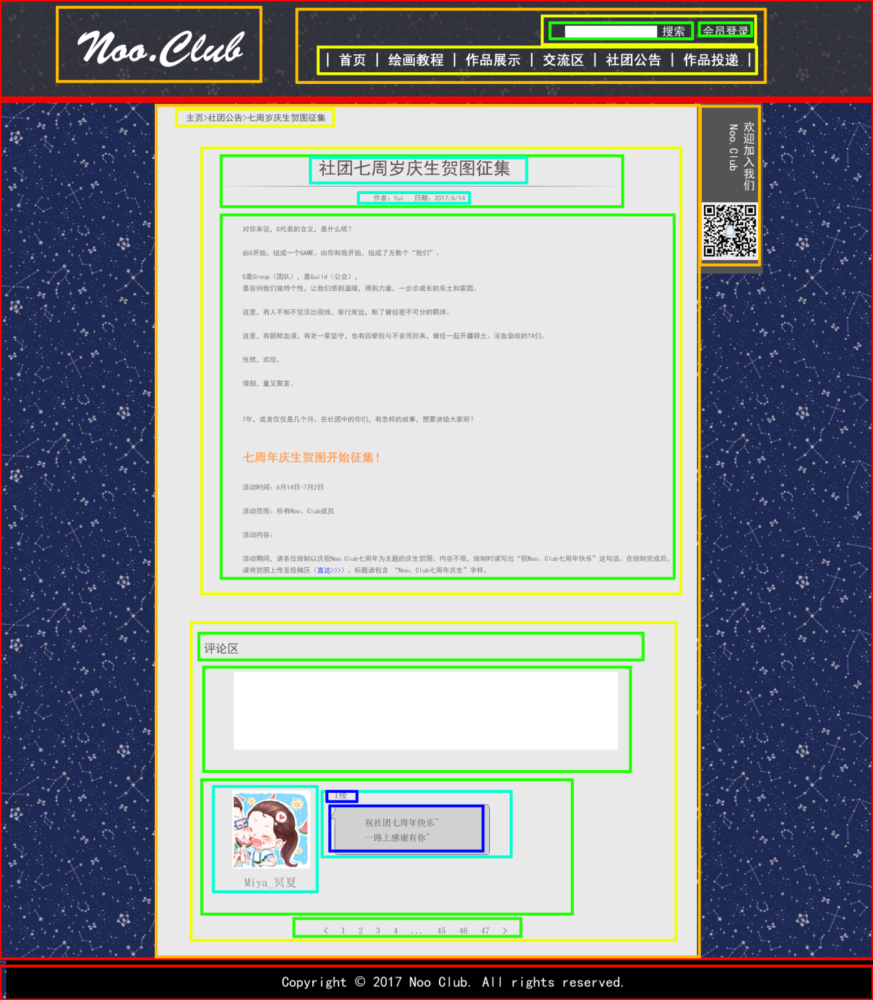 Noo.Club
搜索 会员登录
| 首页 | 绘画教程 | 作品展示 | 交流区 | 社团公告 | 作品投递 |
主页>社团公告>七周岁庆生贺图征集
欢迎加入我们
Noo.Club
社团七周岁庆生贺图征集
作者：Yui 日期：2017/6/14
对你来说，G代表的含义，是什么呢？
由G开始，组成一个GAME。由你和我开始，组成了无数个“我们”。
G是Group（团队），是Guild（公会），
是容纳我们独特个性，让我们感到温暖，得到力量，一步步成长的乐土和家园。
这里，有人不知不觉淡出视线，渐行渐远，断了曾经密不可分的羁绊。
这里，有新鲜血液，有老一辈坚守，也有因牵挂与不舍而回来，曾经一起开疆辟土、浴血奋战的TA们。
怅然，欢欣。
惜别，重又聚首。
7年，或者仅仅是几个月。在社团中的你们，有怎样的故事，想要讲给大家听？
七周年庆生贺图开始征集！
活动时间：6月14日-7月2日
活动范围：所有Noo。Club成员
活动内容：
活动期间，请各位绘制以庆祝Noo.Club七周年为主题的庆生贺图。内容不限，绘制时请写出“祝Noo。Club七周年快乐”这句话。在绘制完成后，
请将贺图上传至投稿区（直达>>>），标题请包含 “Noo。Club七周年庆生”字样。
评论区
1楼
祝社团七周年快乐~
一路上感谢有你~
Miya_冥夏
< 1 2 3 4 ... 45 46 47 >
Copyright © 2017 Noo Club. All rights reserved.